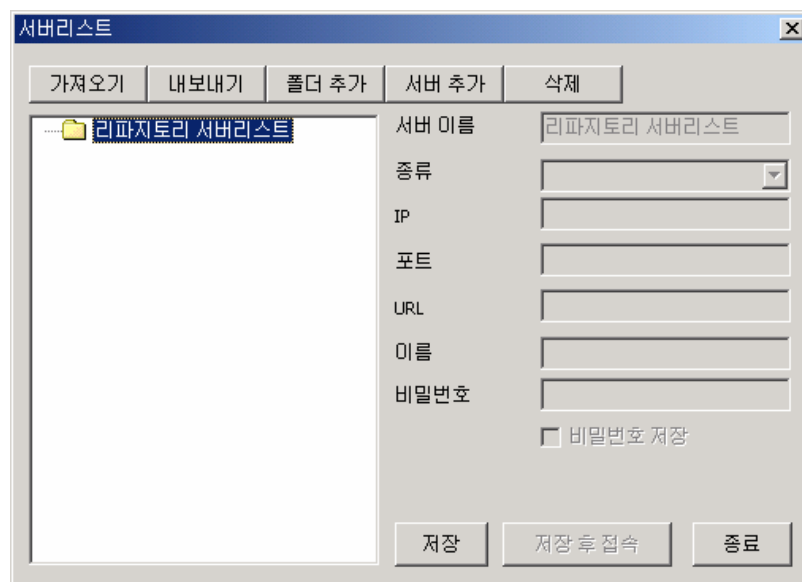 서버리스트
가져오기 내보내기 폴더 추가 서버 추가 삭제
리파지토리 서버리스트
서버 이름 리파지토리 서버리스트
종류
IP
포트
URL
이름
비밀번호
비밀번호 저장
저장 저장 후 접속 종료